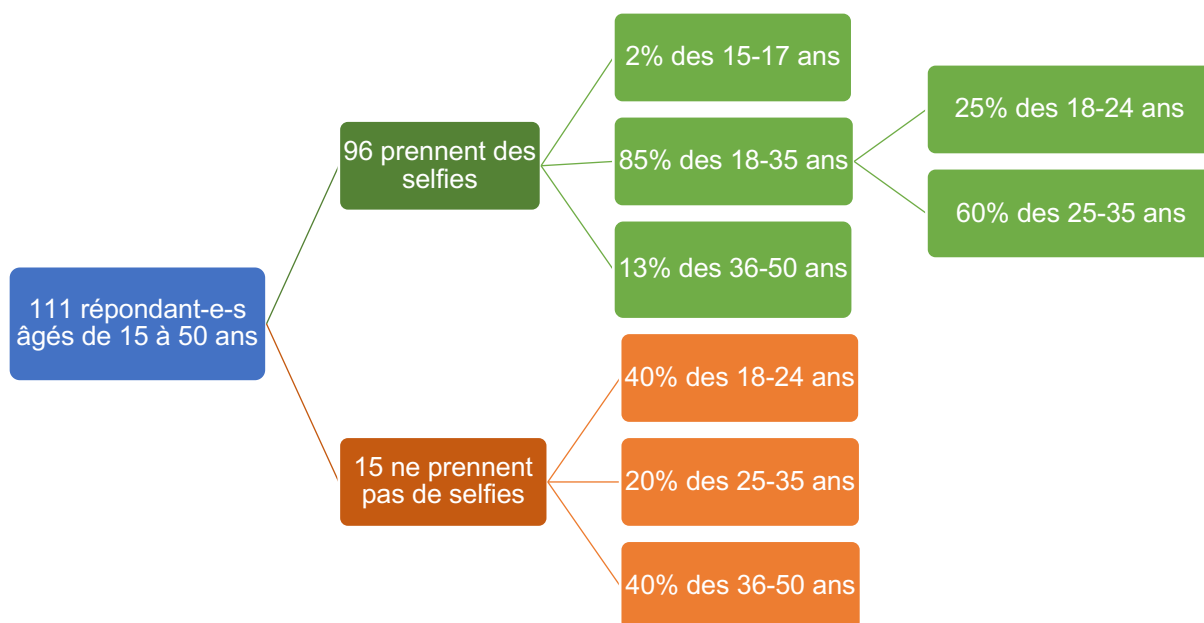 111 répondant-e-s
âgés de 15 à 50 ans
96 prennent des
selfies
2% des 15-17 ans
85% des 18-35 ans
25% des 18-24 ans
60% des 25-35 ans
13% des 36-50 ans
15 ne prennent
pas de selfies
40% des 18-24 ans
20% des 25-35 ans
40% des 36-50 ans